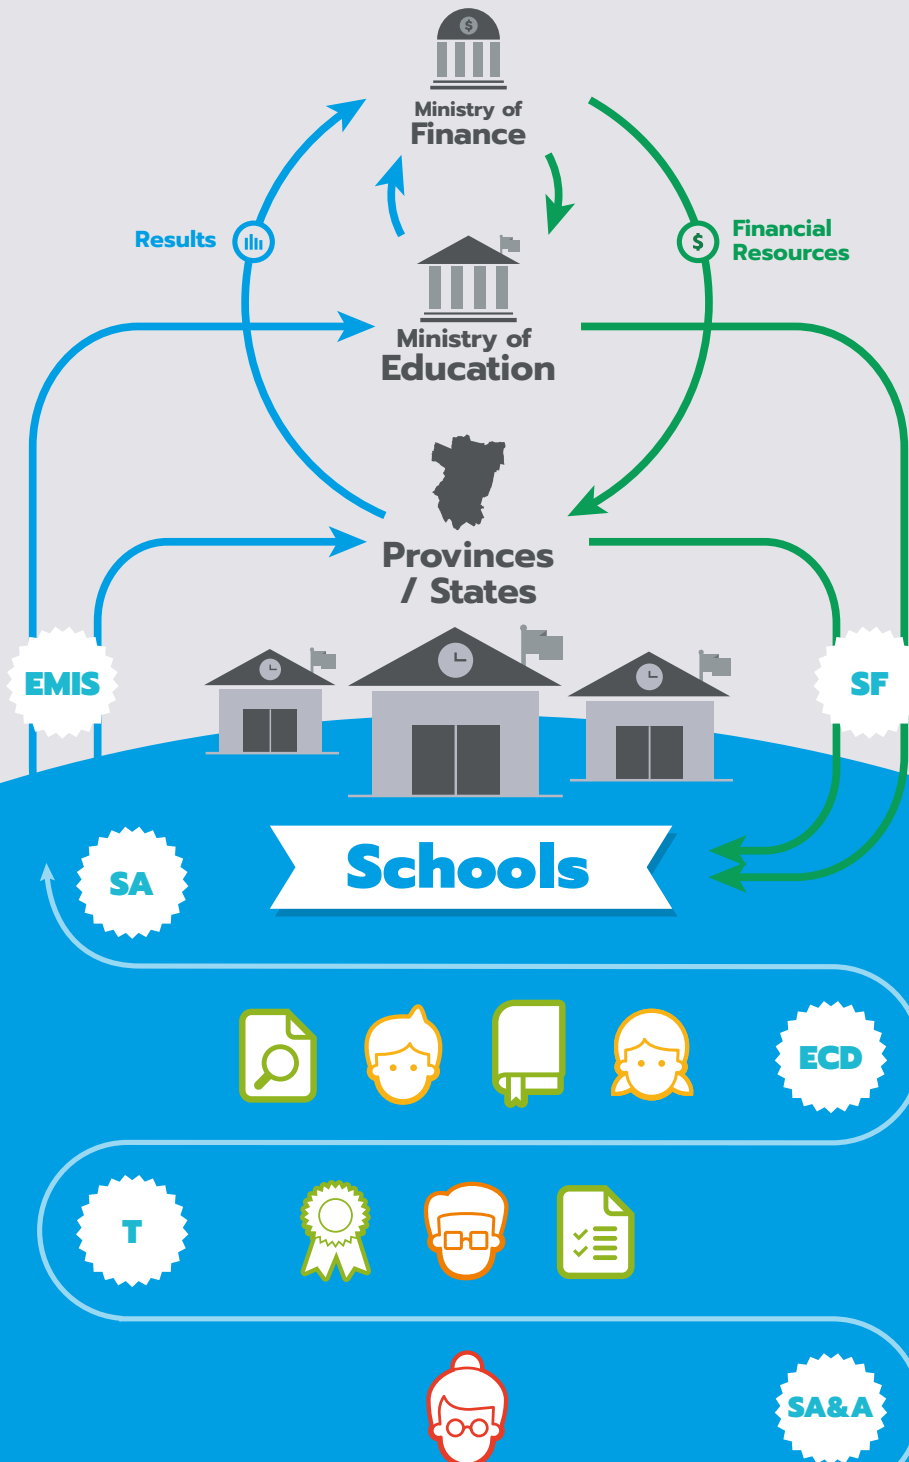 $
Ministry of
Finance
Results
$
Financial
Resources
Ministry of
Education
Provinces
/ States
EMIS
SF
SA
Schools
ECD
T
SA&A